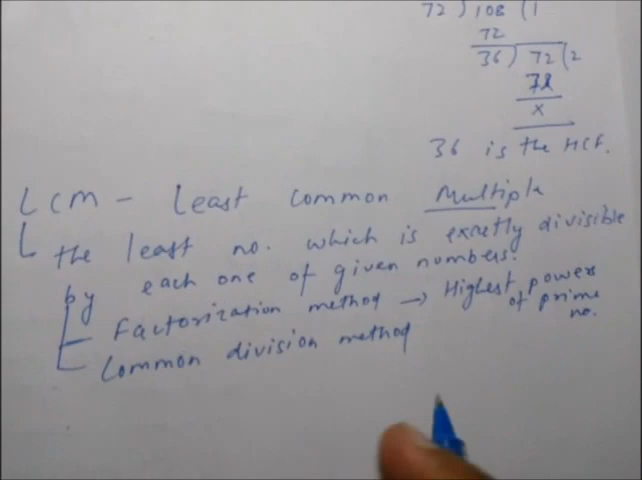 72 ) 108 ( 1
72
36 ) 72 ( 2
72
x
36 is the HCF.
LCM - Least common Multiple
the least no. which is exactly divisible
by each one of given numbers.
Factorization method → Highest powers
of prime
no.
Common division method